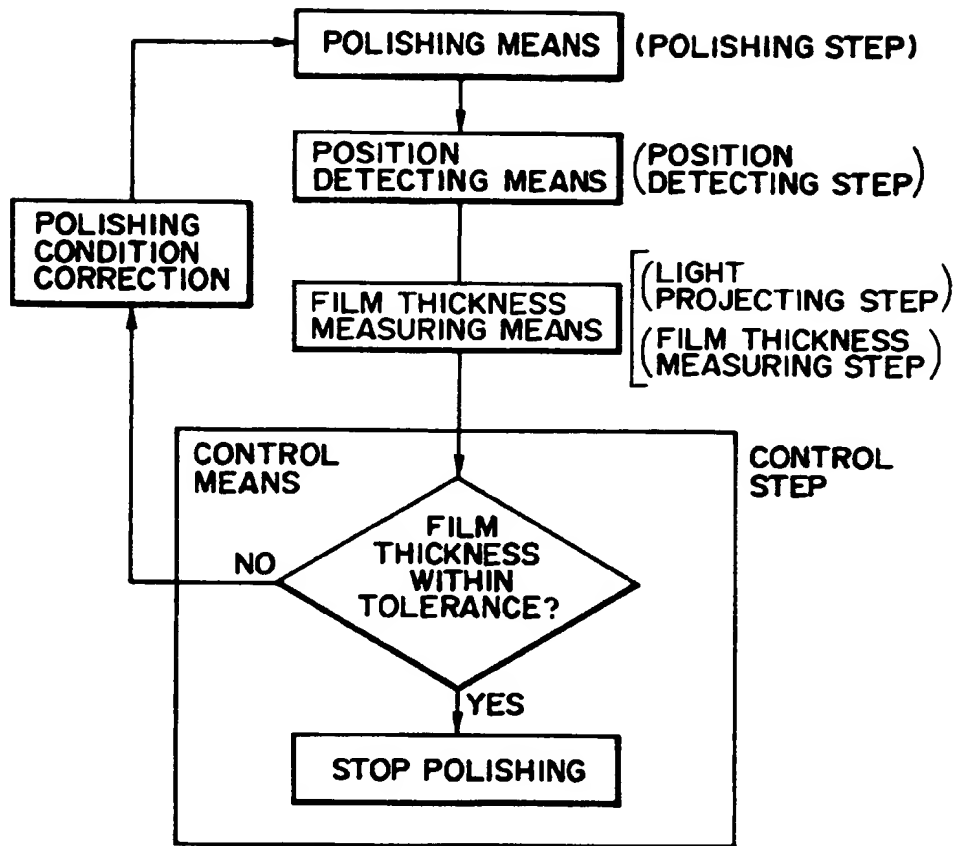 POLISHING MEANS (POLISHING STEP)
POSITION
DETECTING MEANS
(POSITION
DETECTING STEP)
POLISHING
CONDITION
CORRECTION
FILM THICKNESS
MEASURING MEANS
(LIGHT
PROJECTING STEP)
(FILM THICKNESS
MEASURING STEP)
CONTROL
MEANS
CONTROL
STEP
FILM
THICKNESS
WITHIN
TOLERANCE?
NO
YES
STOP POLISHING